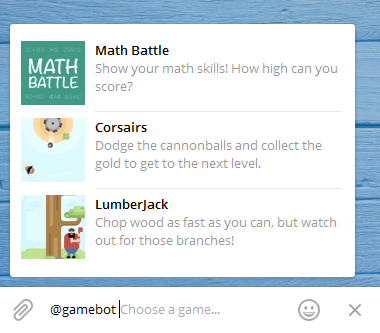 MATH
BATTLE
Math Battle
Show your math skills! How high can you
score?
Corsairs
Dodge the cannonballs and collect the
gold to get to the next level.
LumberJack
Chop wood as fast as you can, but watch
out for those branches!
@gamebot Choose a game...